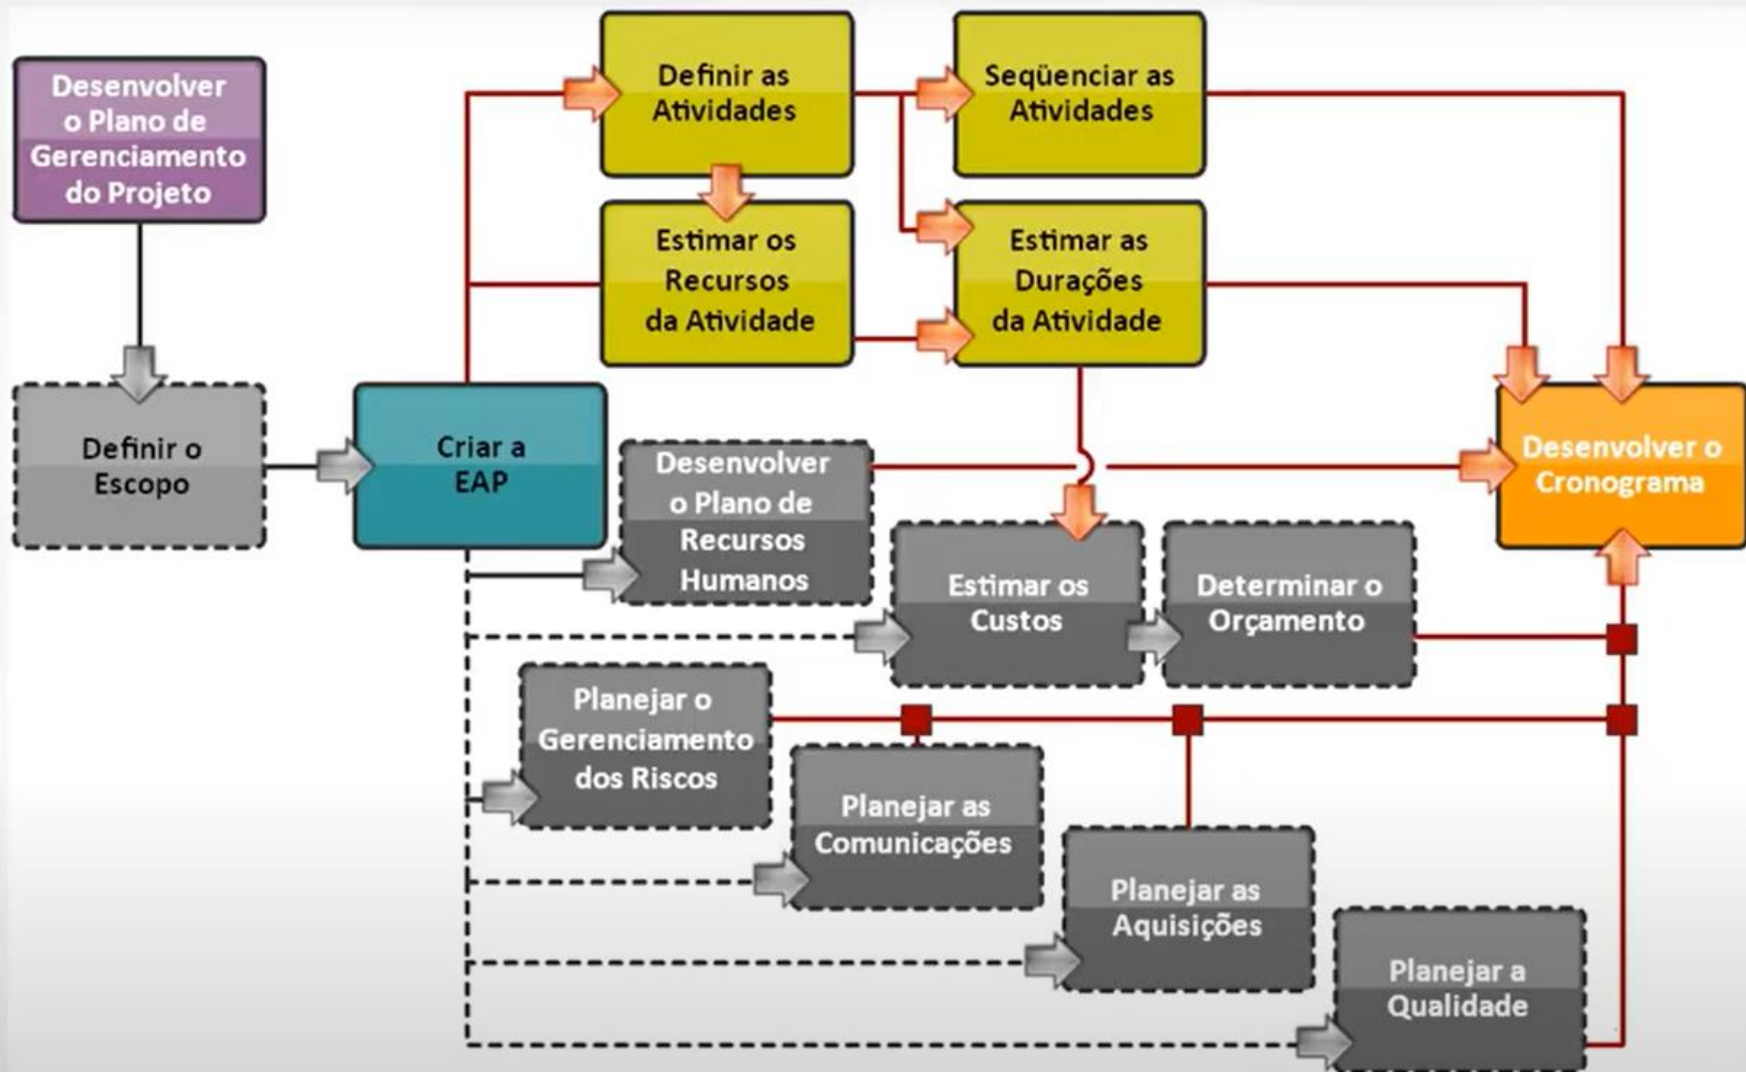 Desenvolver
o Plano de
Gerenciamento
do Projeto
Definir as
Atividades
Seqüenciar as
Atividades
Estimar os
Recursos
da Atividade
Estimar as
Durações
da Atividade
Definir o
Escopo
Criar a
EAP
Desenvolver
o Plano de
Recursos
Humanos
Desenvolver o
Cronograma
Estimar os
Custos
Determinar o
Orçamento
Planejar o
Gerenciamento
dos Riscos
Planejar as
Comunicações
Planejar as
Aquisições
Planejar a
Qualidade